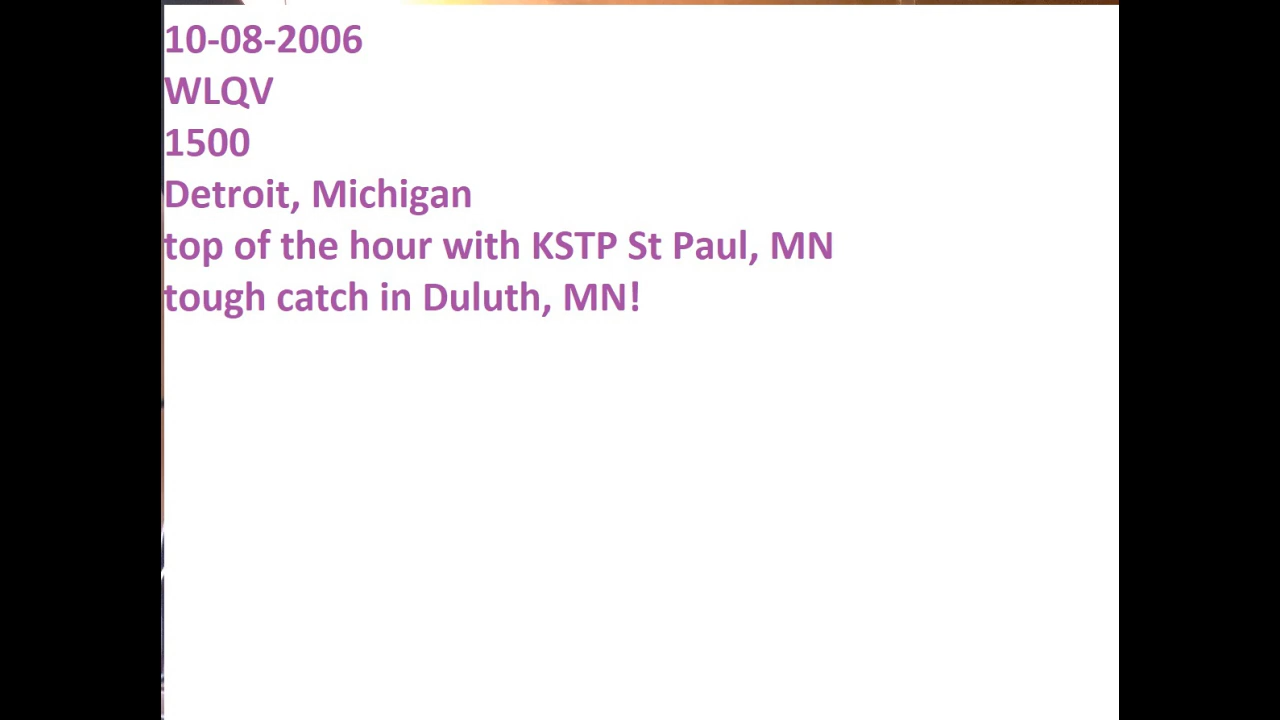 10-08-2006
WLQV
1500
Detroit, Michigan
top of the hour with KSTP St Paul, MN
tough catch in Duluth, MN!